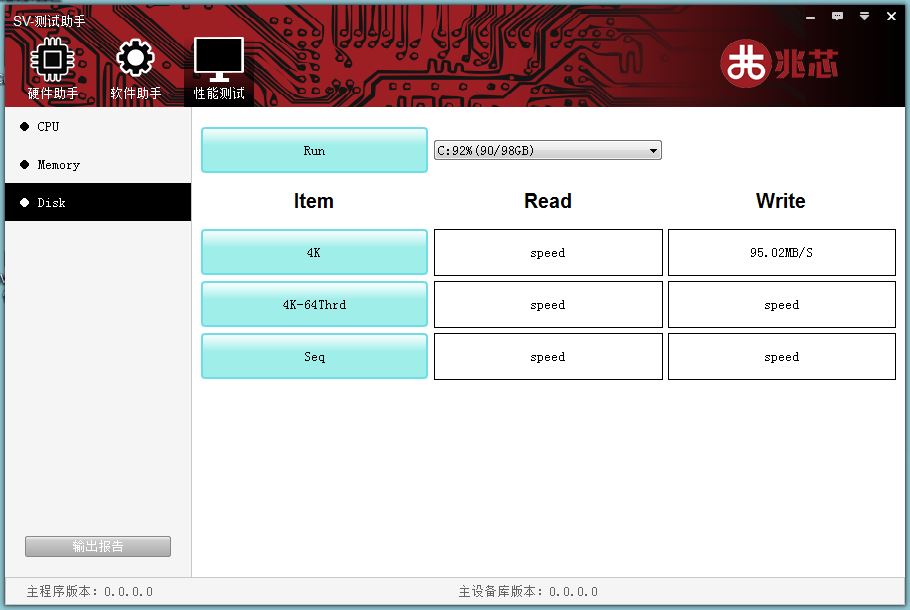 SV-测试助手
硬件助手 软件助手 性能测试 兆芯
CPU
Memory
Disk
Run C:92%(90/98GB)
Item Read Write
4K speed 95.02MB/S
4K-64Thrd speed speed
Seq speed speed
输出报告
主程序版本: 0.0.0.0 主设备库版本: 0.0.0.0